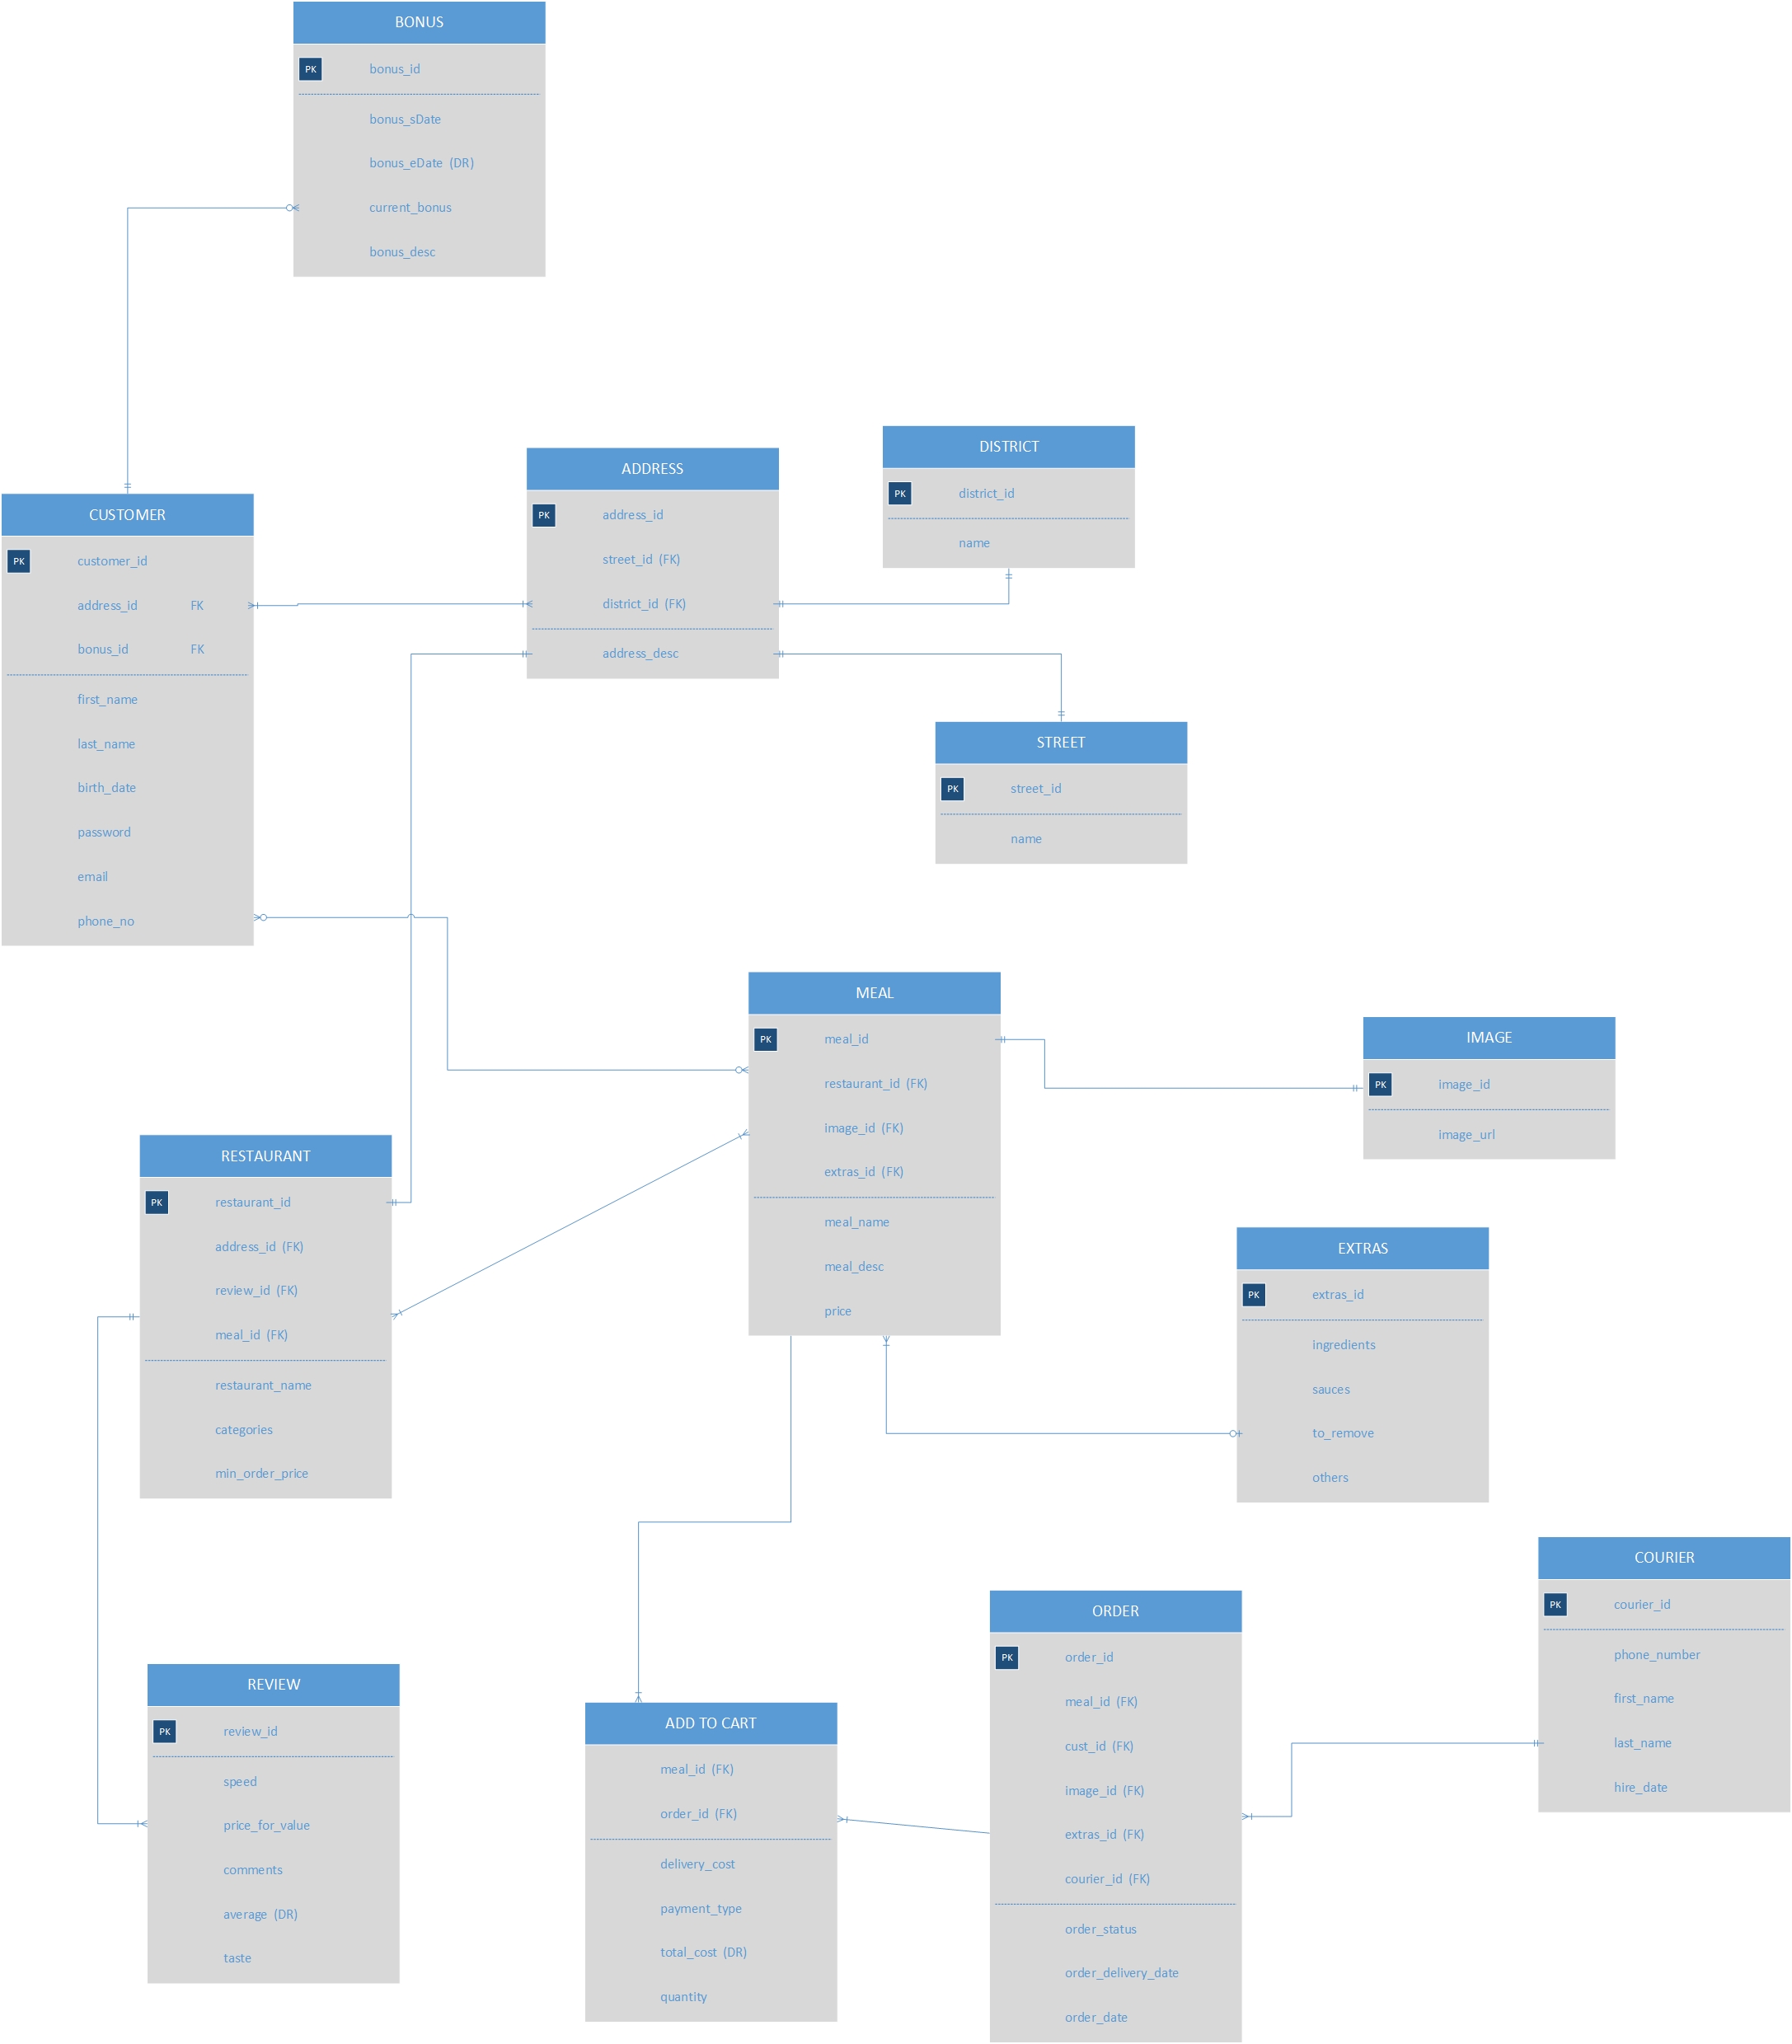 BONUS
PK bonus_id
bonus_sDate
bonus_eDate (DR)
current_bonus
bonus_desc
CUSTOMER
PK customer_id
address_id FK
bonus_id FK
first_name
last_name
birth_date
password
email
phone_no
ADDRESS
PK address_id
street_id (FK)
district_id (FK)
address_desc
DISTRICT
PK district_id
name
STREET
PK street_id
name
MEAL
PK meal_id
restaurant_id (FK)
image_id (FK)
extras_id (FK)
meal_name
meal_desc
price
IMAGE
PK image_id
image_url
RESTAURANT
PK restaurant_id
address_id (FK)
review_id (FK)
meal_id (FK)
restaurant_name
categories
min_order_price
EXTRAS
PK extras_id
ingredients
sauces
to_remove
others
REVIEW
PK review_id
speed
price_for_value
comments
average (DR)
taste
ADD TO CART
meal_id (FK)
order_id (FK)
delivery_cost
payment_type
total_cost (DR)
quantity
ORDER
PK order_id
meal_id (FK)
cust_id (FK)
image_id (FK)
extras_id (FK)
courier_id (FK)
order_status
order_delivery_date
order_date
COURIER
PK courier_id
phone_number
first_name
last_name
hire_date